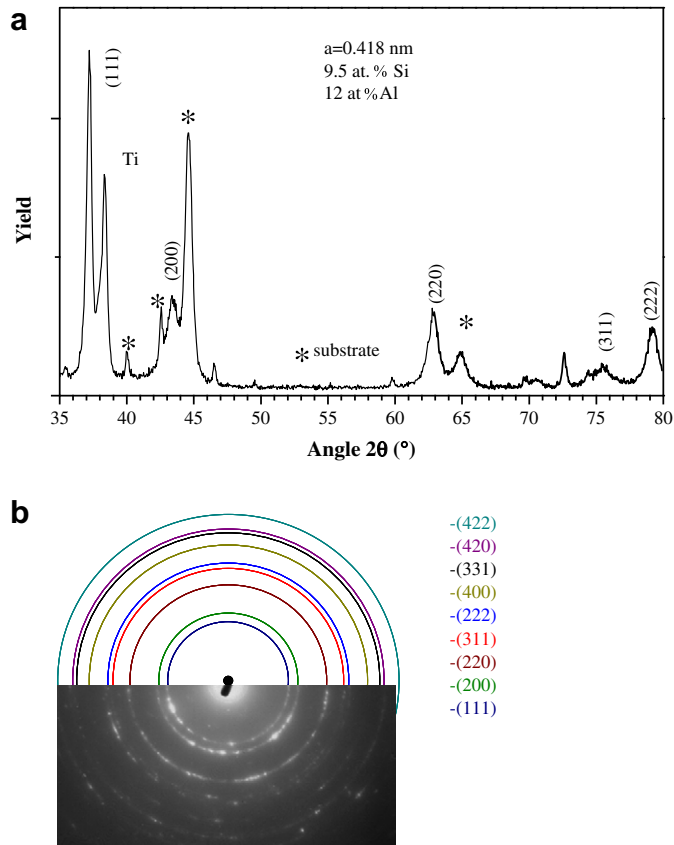 a
a=0.418 nm
9.5 at. % Si
12 at %Al
(111)
Ti
*
*
(200)
*
* substrate
(220)
*
(311)
(222)
Yield
35 40 45 50 55 60 65 70 75 80
Angle 2θ (°)
b
-(422)
-(420)
-(331)
-(400)
-(222)
-(311)
-(220)
-(200)
-(111)